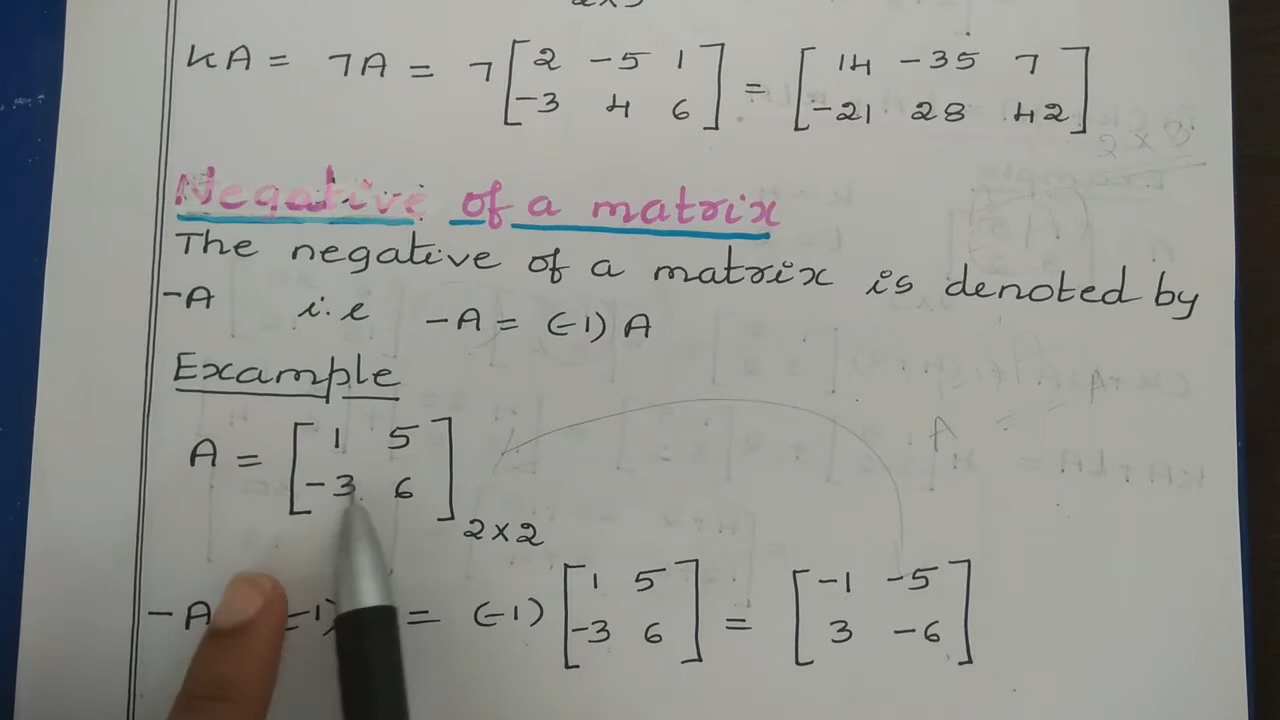 kA = 7A = 7 [2 -5 1 = [14 -35 7
-3 4 6] -21 28 42]
Negative of a matrix
The negative of a matrix is denoted by
-A i.e -A = (-1) A
Example
A = [1 5
-3 6] 2×2
-A (-1) = (-1) [1 5 = [-1 -5
-3 6] 3 -6]